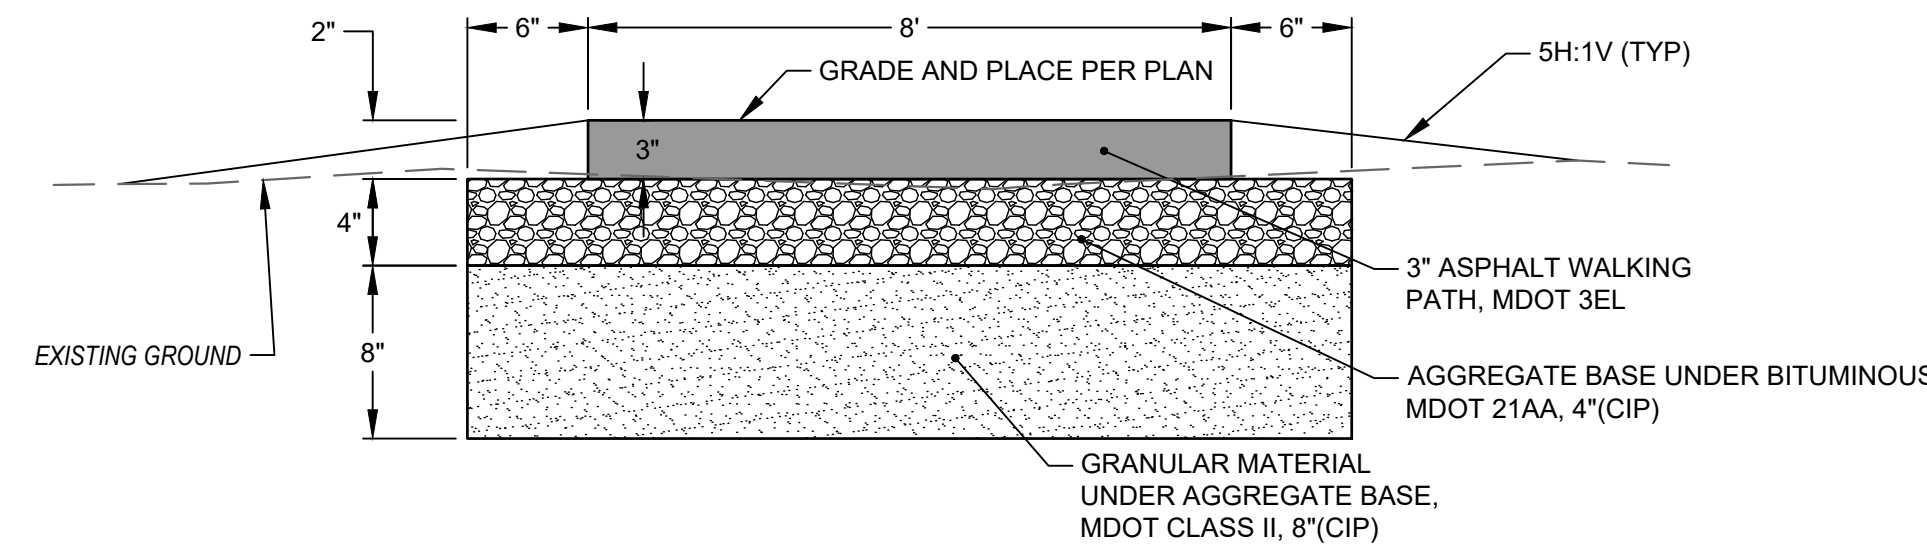 2"
6"
8'
6"
5H:1V (TYP)
GRADE AND PLACE PER PLAN
3"
4"
3" ASPHALT WALKING
PATH, MDOT 3EL
EXISTING GROUND
8"
AGGREGATE BASE UNDER BITUMINOUS
MDOT 21AA, 4"(CIP)
GRANULAR MATERIAL
UNDER AGGREGATE BASE,
MDOT CLASS II, 8"(CIP)